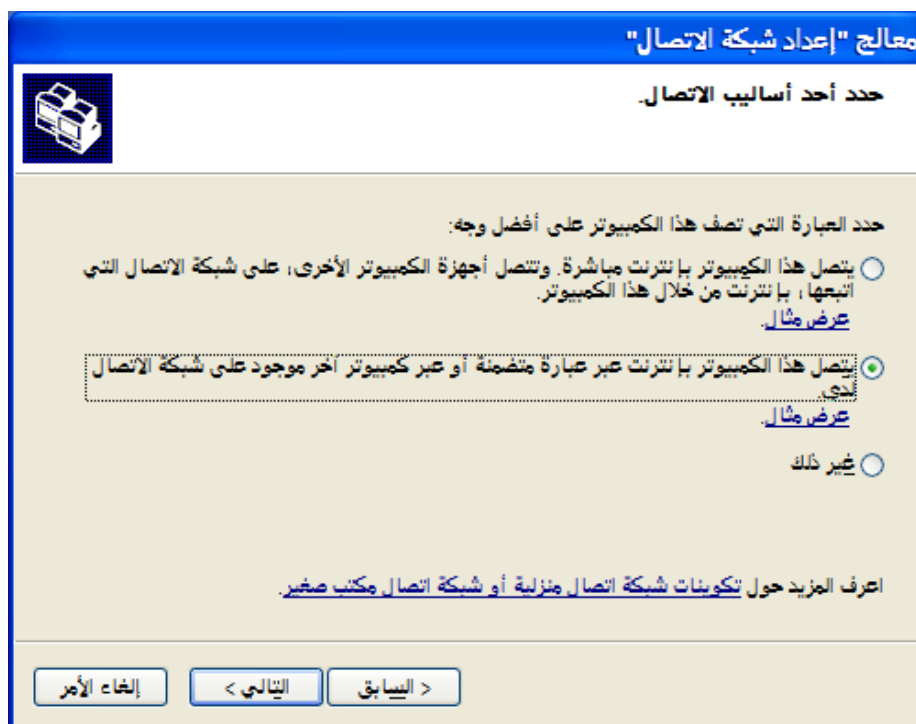 معالج "إعداد شبكة الاتصال"
حدد أحد أساليب الاتصال.
حدد العبارة التي تصف هذا الكمبيوتر على أفضل وجه:
يتصل هذا الكمبيوتر بإنترنت مباشرة. وتتصل أجهزة الكمبيوتر الأخرى، على شبكة الاتصال التي
اتبعها، بإنترنت من خلال هذا الكمبيوتر.
عرض مثال.
يتصل هذا الكمبيوتر بإنترنت عبر عبارة متضمنة أو عبر كمبيوتر آخر موجود على شبكة الاتصال
لدي.
عرض مثال.
غير ذلك
اعرف المزيد حول تكوينات شبكة اتصال منزلية أو شبكة اتصال مكتب صغير.
< السابق
التالي >
إلغاء الأمر